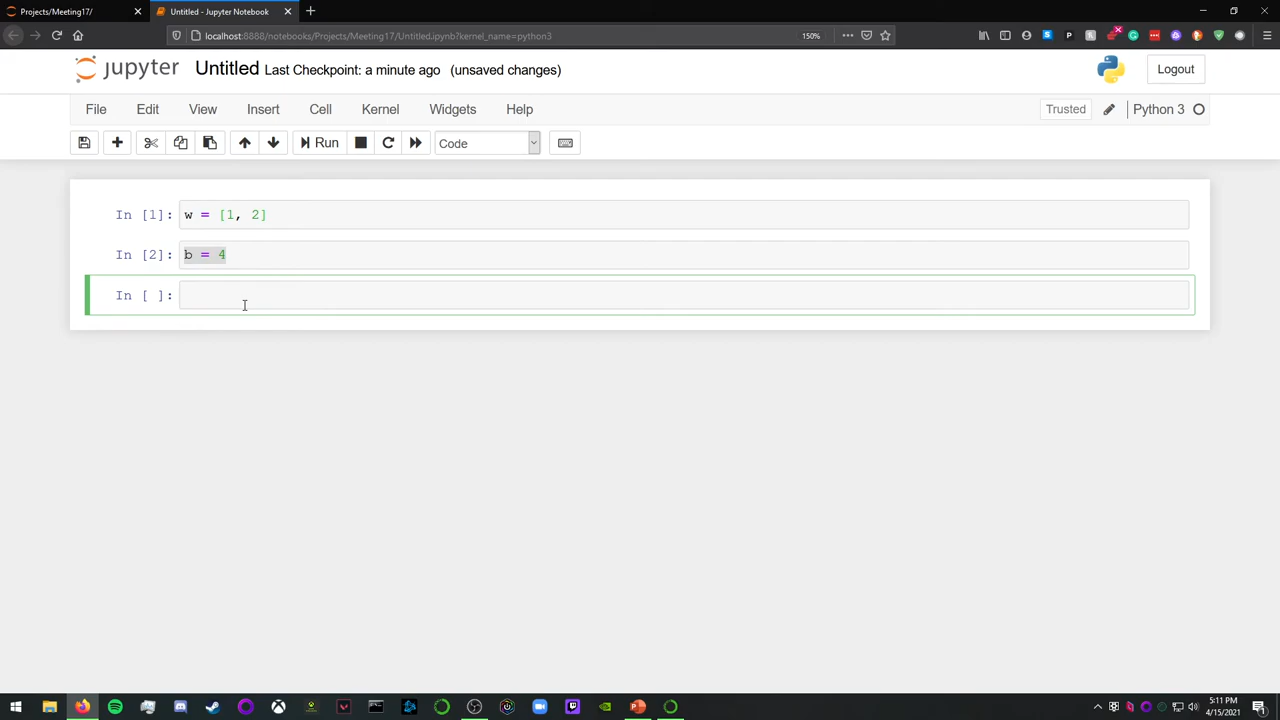 Projects/Meeting17/
Untitled - Jupyter Notebook
localhost:8888/notebooks/Projects/Meeting17/Untitled.ipynb?kernel_name=python3
150%
jupyter Untitled Last Checkpoint: a minute ago (unsaved changes)
Logout
File Edit View Insert Cell Kernel Widgets Help
Trusted
Python 3
Run
Code
In [1]: w = [1, 2]
In [2]: b = 4
In [ ]:
5:11 PM
4/15/2021